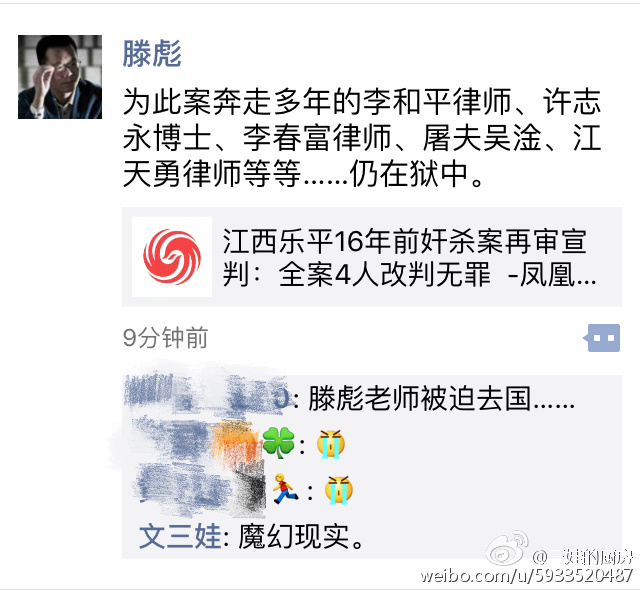 滕彪
为此案奔走多年的李和平律师、许志
永博士、李春富律师、屠夫吴淦、江
天勇律师等等……仍在狱中。
江西乐平16年前奸杀案再审宣
判：全案4人改判无罪 -凤凰...
9分钟前
: 滕彪老师被迫去国……
:
:
文三娃: 魔幻现实。
weibo.com/u/5933520487